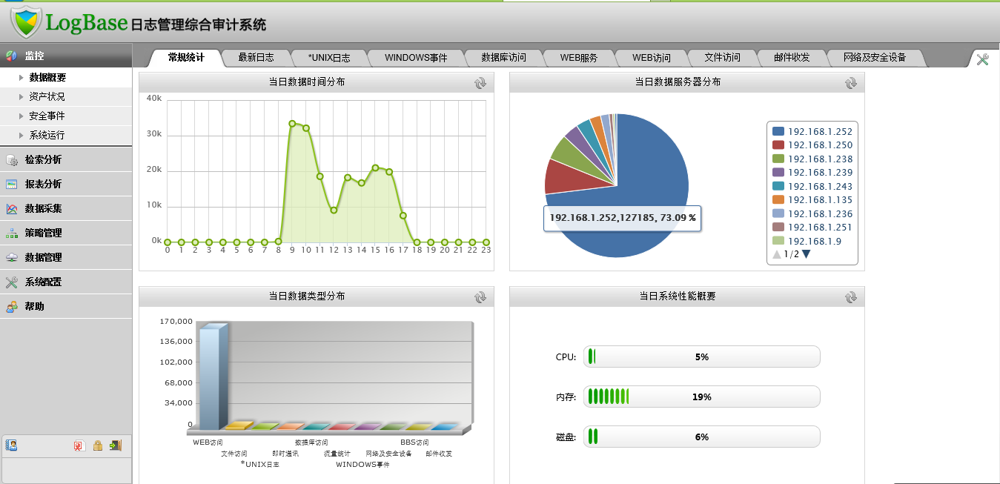 LogBase 日志管理综合审计系统
监控
数据概要
资产状况
安全事件
系统运行
检索分析
报表分析
数据采集
策略管理
数据管理
系统配置
帮助
常规统计 最新日志 *UNIX日志 WINDOWS事件 数据库访问 WEB服务 WEB访问 文件访问 邮件收发 网络及安全设备
当日数据时间分布
40k
30k
20k
10k
0k
0 1 2 3 4 5 6 7 8 9 10 11 12 13 14 15 16 17 18 19 20 21 22 23
当日数据服务器分布
192.168.1.252,127185, 73.09 %
192.168.1.252
192.168.1.250
192.168.1.238
192.168.1.239
192.168.1.243
192.168.1.135
192.168.1.236
192.168.1.251
192.168.1.9
1/2
当日数据类型分布
170,000
136,000
102,000
68,000
34,000
0
WEB访问 数据库访问 BBS访问
文件访问 即时通讯 流量统计 网络及安全设备 邮件收发
*UNIX日志 WINDOWS事件
当日系统性能概要
CPU: 5%
内存: 19%
磁盘: 6%